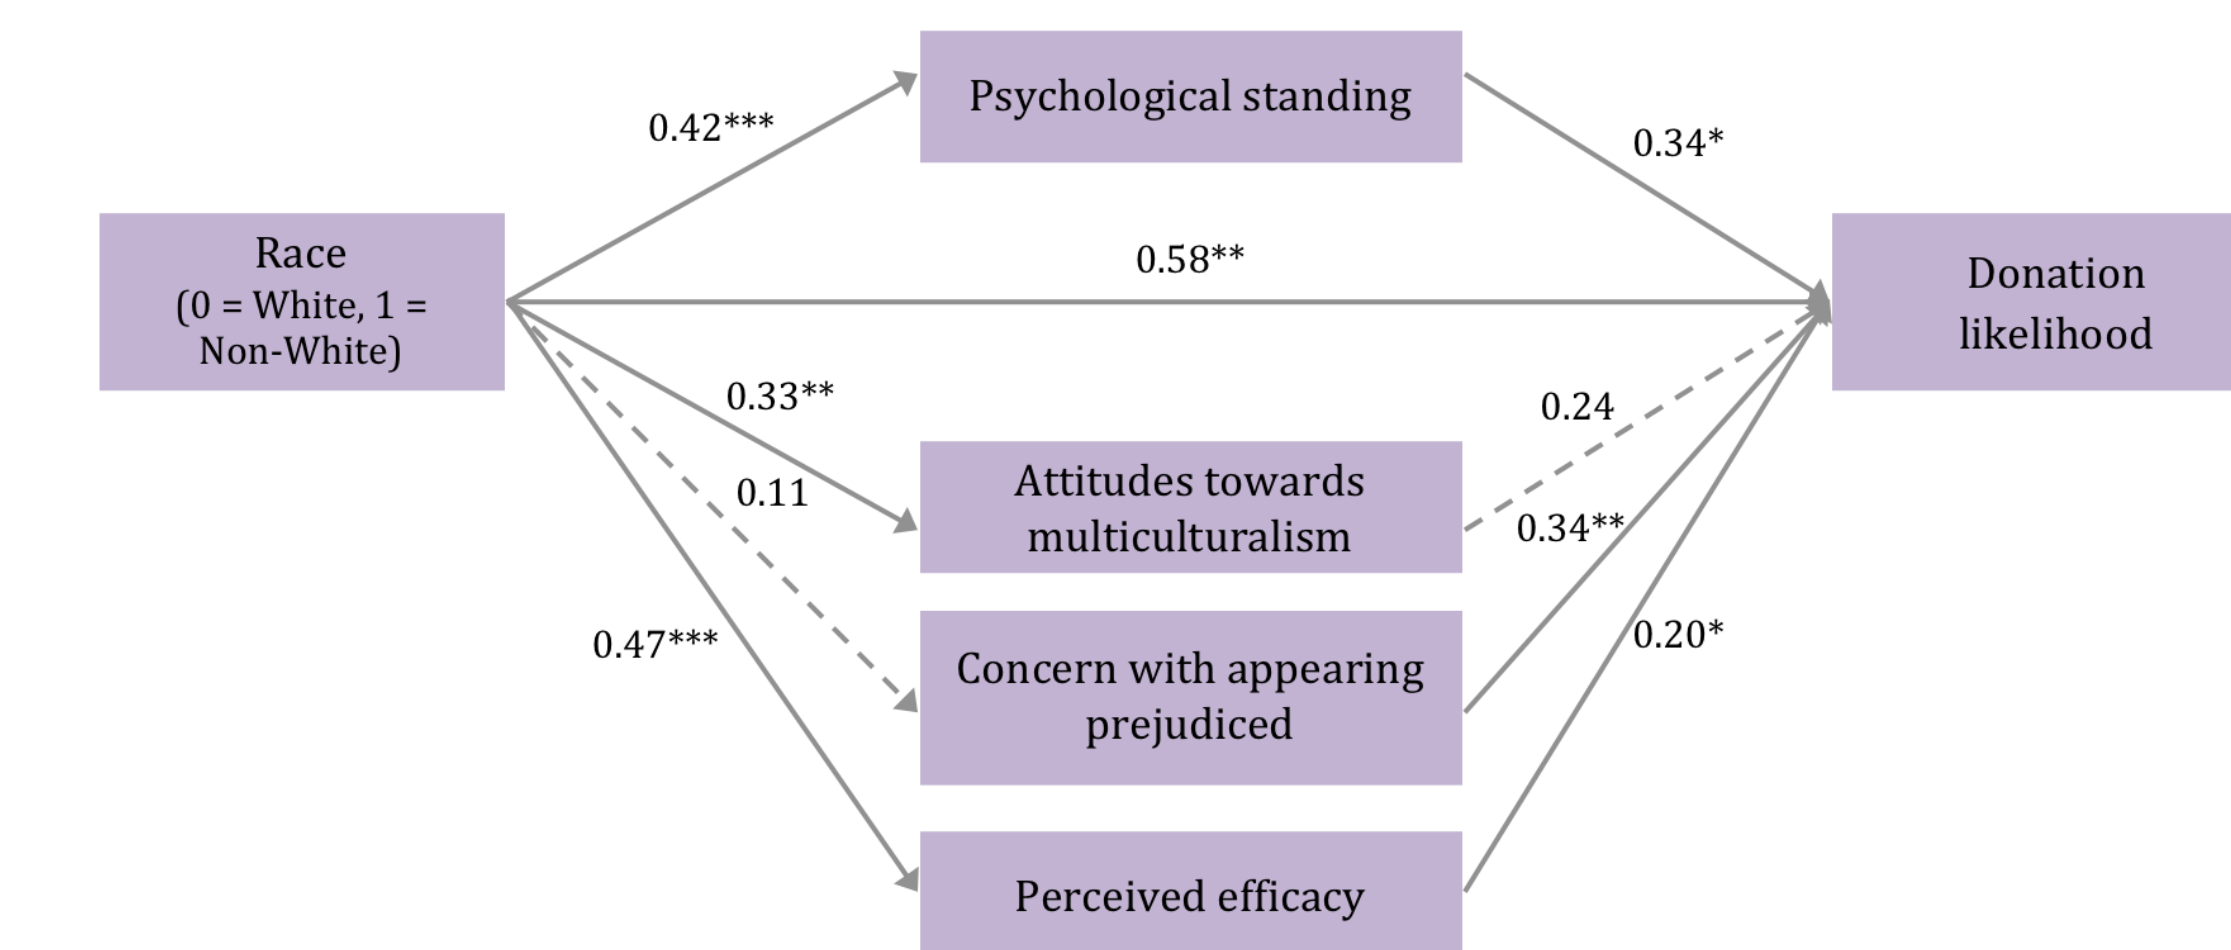 Psychological standing
0.42***
0.34*
Race
(0 = White, 1 =
Non-White)
0.58**
Donation
likelihood
0.33**
0.24
0.11
Attitudes towards
multiculturalism
0.34**
0.47***
0.20*
Concern with appearing
prejudiced
Perceived efficacy